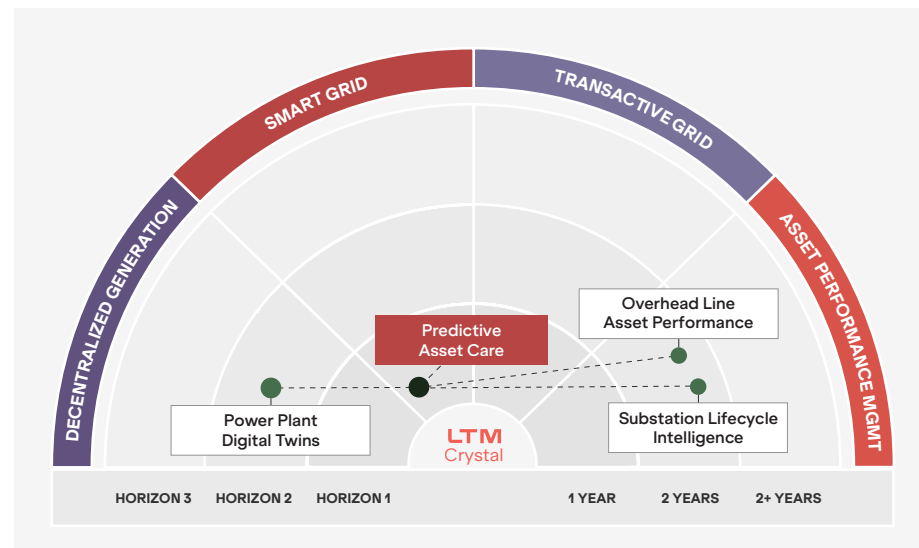 SMART GRID
TRANSACTIVE GRID
DECENTRALIZED GENERATION
ASSET PERFORMANCE MGMT
Overhead Line
Asset Performance
Predictive
Asset Care
Power Plant
Digital Twins
Substation Lifecycle
Intelligence
LTM
Crystal
HORIZON 3 HORIZON 2 HORIZON 1 1 YEAR 2 YEARS 2+ YEARS